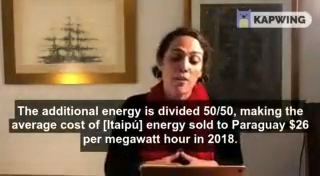 KAPWING
The additional energy is divided 50/50, making the
average cost of [Itaipú] energy sold to Paraguay $26
per megawatt hour in 2018.